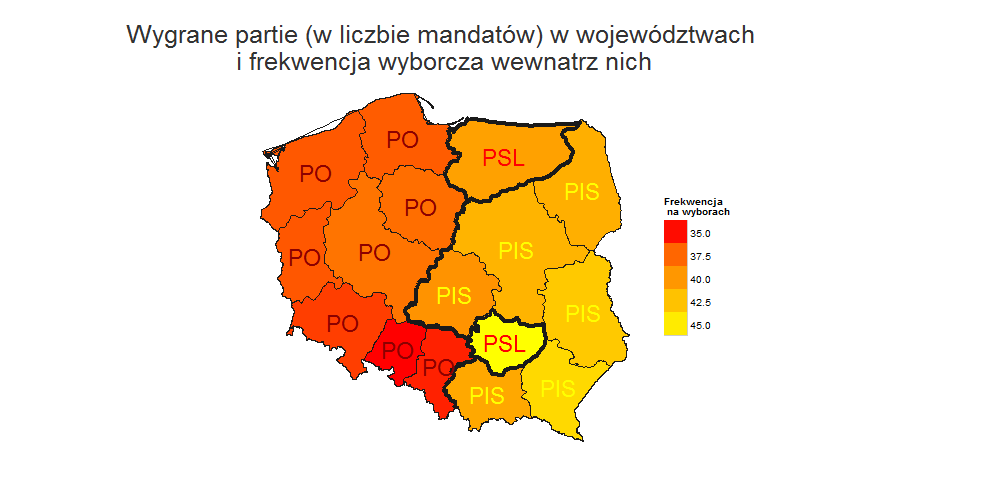 Wygrane partie (w liczbie mandatów) w województwach
i frekwencja wyborcza wewnatrz nich
PO
PSL
PO
PIS
PO
PO
PIS
PO
PIS
PIS
PO
PSL
PO
PO
PIS
PIS
Frekwencja
na wyborach
35.0
37.5
40.0
42.5
45.0